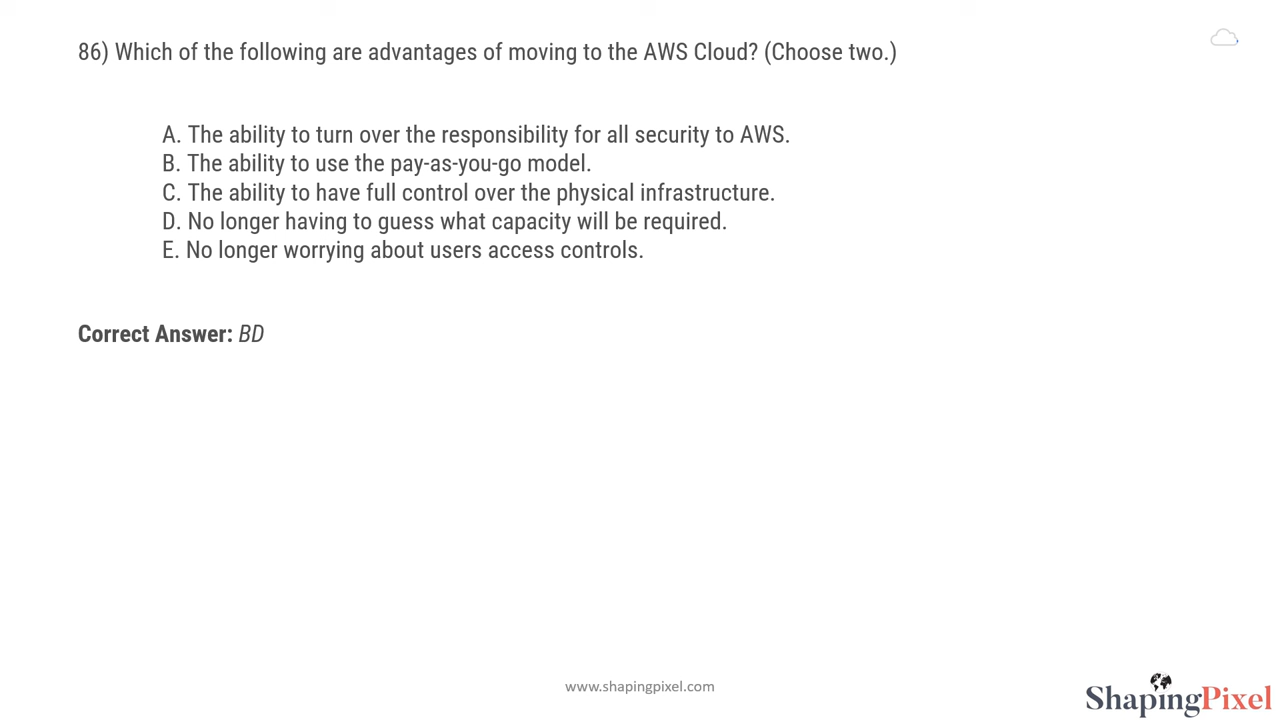 86) Which of the following are advantages of moving to the AWS Cloud? (Choose two.)
A. The ability to turn over the responsibility for all security to AWS.
B. The ability to use the pay-as-you-go model.
C. The ability to have full control over the physical infrastructure.
D. No longer having to guess what capacity will be required.
E. No longer worrying about users access controls.
Correct Answer: BD
www.shapingpixel.com
ShapingPixel